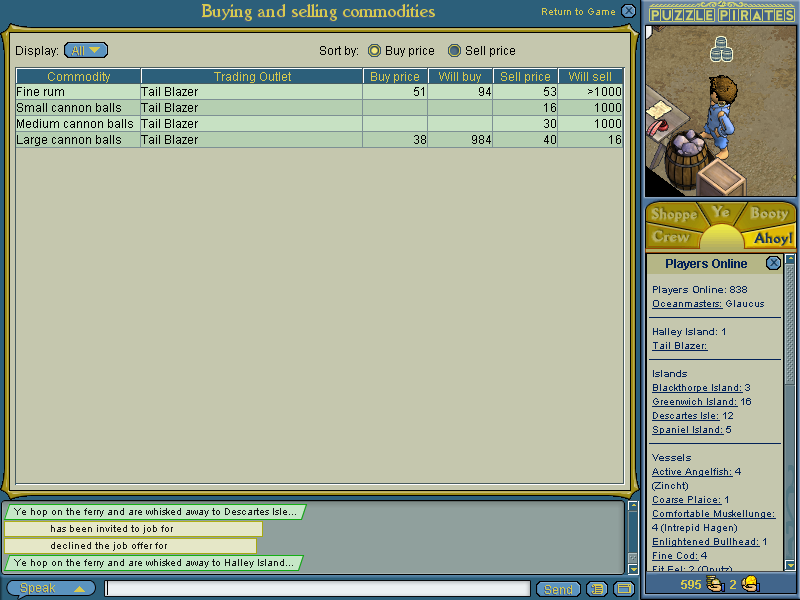 Buying and selling commodities
Return to Game
PUZZLE PIRATES
Display: All
Sort by: Buy price Sell price
Commodity Trading Outlet Buy price Will buy Sell price Will sell
Fine rum Tail Blazer 51 94 53 >1000
Small cannon balls Tail Blazer 16 1000
Medium cannon balls Tail Blazer 30 1000
Large cannon balls Tail Blazer 38 984 40 16
Shoppe Ye Booty
Crew Ahoy!
Players Online
Players Online: 838
Oceanmasters: Glaucus
Halley Island: 1
Tail Blazer:
Islands
Blackthorpe Island: 3
Greenwich Island: 16
Descartes Isle: 12
Spaniel Island: 5
Vessels
Active Angelfish: 4
(Zincht)
Coarse Plaice: 1
Comfortable Muskellunge:
4 (Intrepid Hagen)
Enlightened Bullhead: 1
Fine Cod: 4
Ye hop on the ferry and are whisked away to Descartes Isle...
has been invited to job for
declined the job offer for
Ye hop on the ferry and are whisked away to Halley Island...
Speak Send
595 2